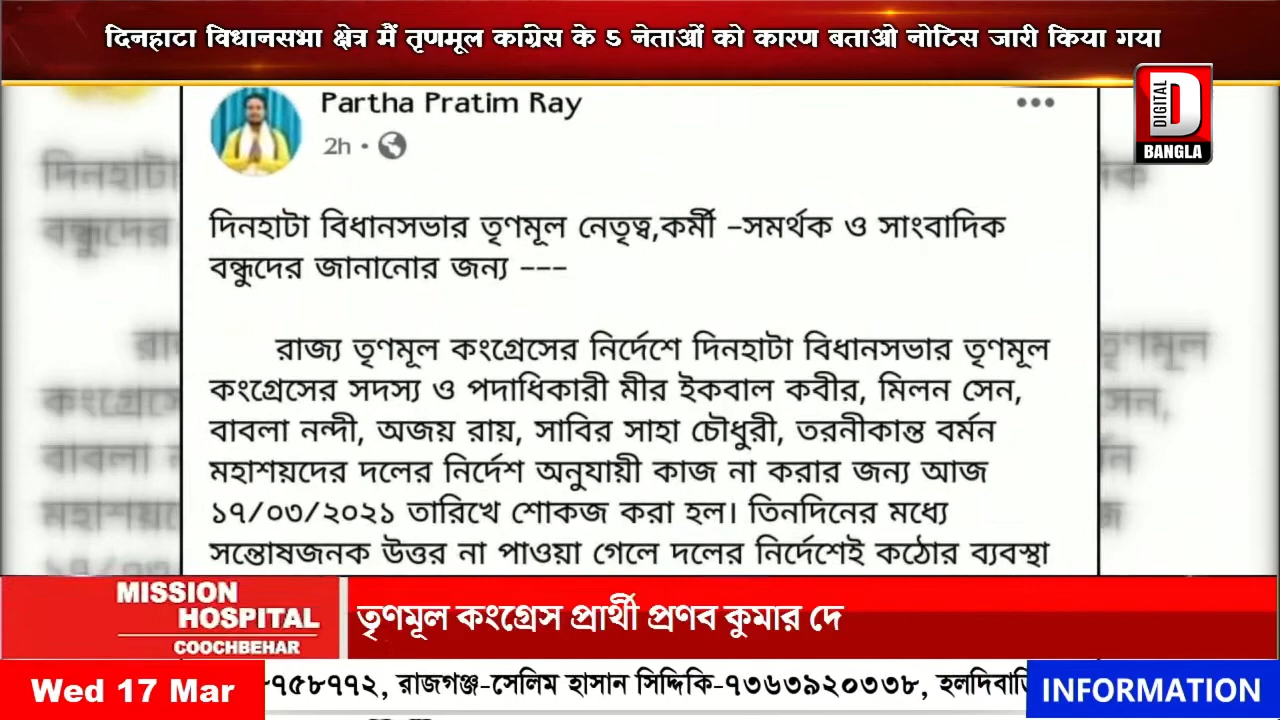 दिनहाटा विधानसभा क्षेत्र मैं तृणमूल कांग्रेस के 5 नेताओं को कारण बताओ नोटिस जारी किया गया
DIGITAL D
BANGLA
Partha Pratim Ray
2h •
দিনহাটা বিধানসভার তৃণমূল নেতৃত্ব,কর্মী -সমর্থক ও সাংবাদিক
বন্ধুদের জানানোর জন্য ---
রাজ্য তৃণমূল কংগ্রেসের নির্দেশে দিনহাটা বিধানসভার তৃণমূল
কংগ্রেসের সদস্য ও পদাধিকারী মীর ইকবাল কবীর, মিলন সেন,
বাবলা নন্দী, অজয় রায়, সাবির সাহা চৌধুরী, তরনীকান্ত বর্মন
মহাশয়দের দলের নির্দেশ অনুযায়ী কাজ না করার জন্য আজ
১৭/০৩/২০২১ তারিখে শোকজ করা হল। তিনদিনের মধ্যে
সন্তোষজনক উত্তর না পাওয়া গেলে দলের নির্দেশেই কঠোর ব্যবস্থা
MISSION
HOSPITAL
COOCHBEHAR
তৃণমূল কংগ্রেস প্রার্থী প্রণব কুমার দে
Wed 17 Mar
৭৫৮৭৭২, রাজগঞ্জ-সেলিম হাসান সিদ্দিকি-৭৩৬৩৯২০৩৩৮, হলদিবাড়ি
INFORMATION